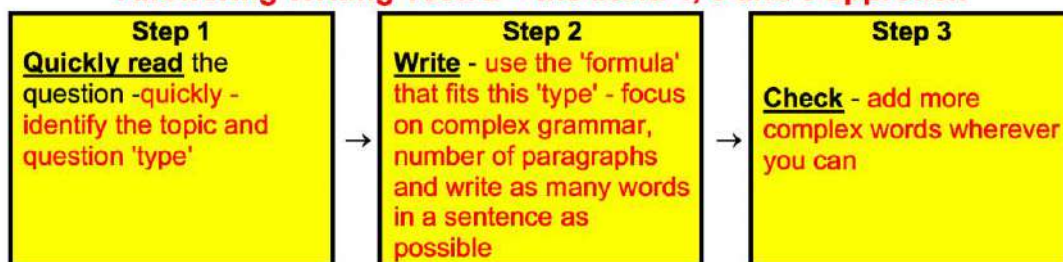 Step 1
Quickly read the
question -quickly -
identify the topic and
question 'type'
→
Step 2
Write - use the 'formula'
that fits this 'type' - focus
on complex grammar,
number of paragraphs
and write as many words
in a sentence as
possible
→
Step 3
Check - add more
complex words wherever
you can